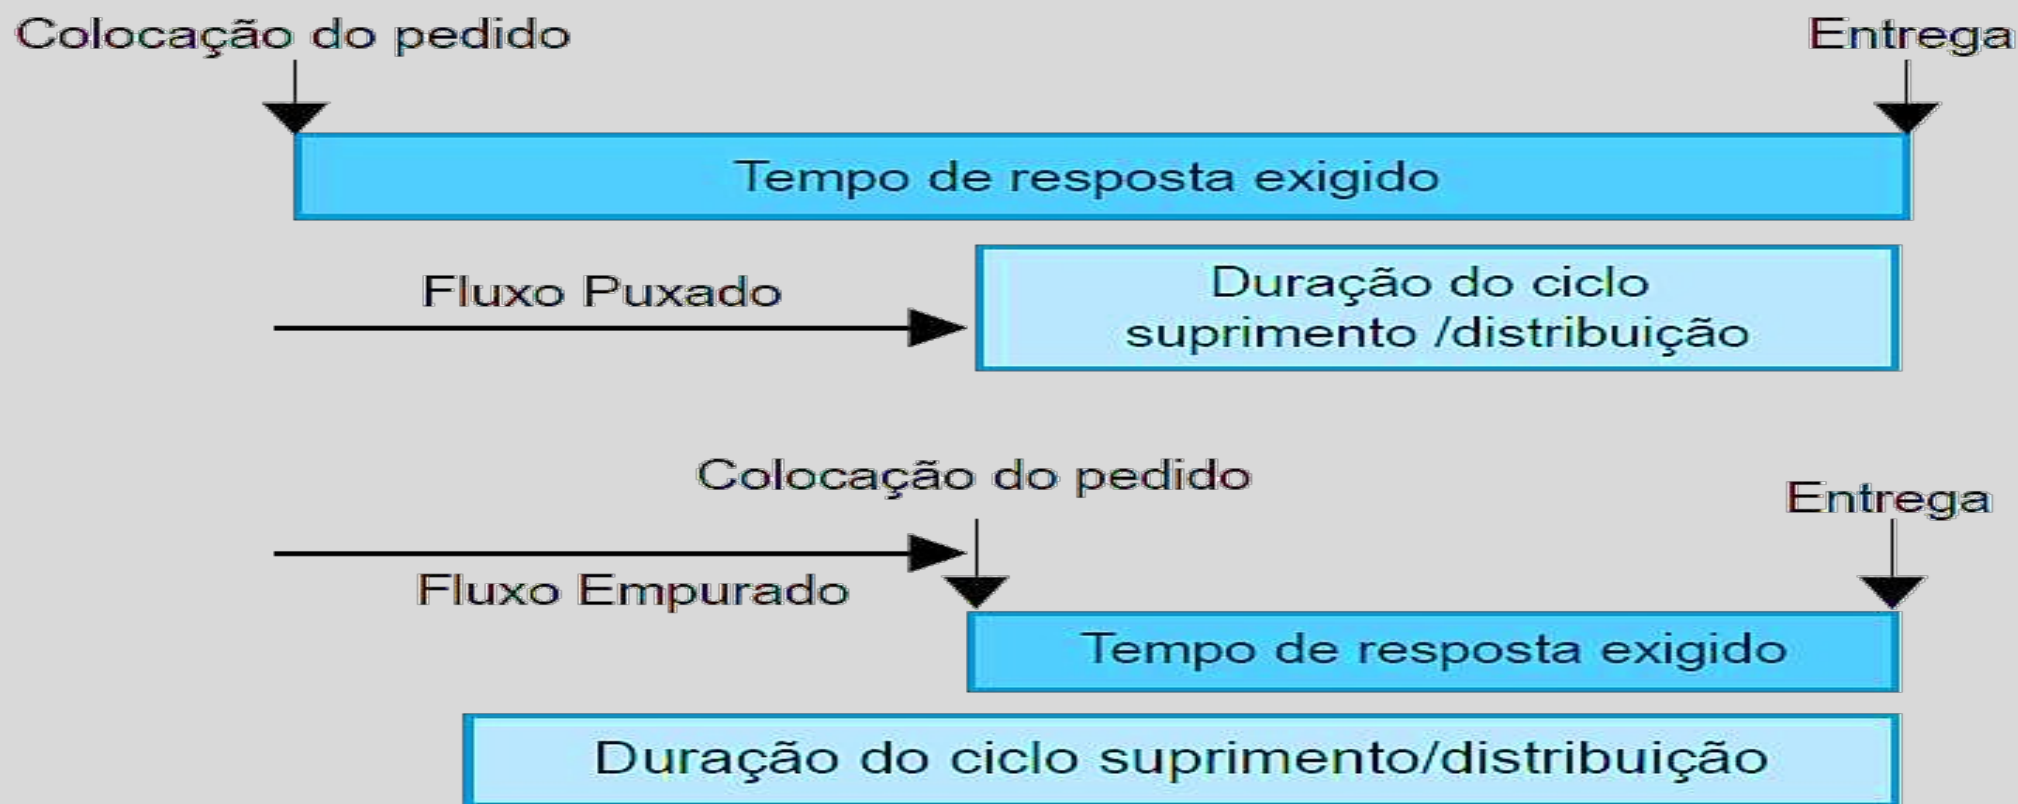 Colocação do pedido
Entrega
Tempo de resposta exigido
Fluxo Puxado
Duração do ciclo
suprimento /distribuição
Colocação do pedido
Entrega
Fluxo Empurado
Tempo de resposta exigido
Duração do ciclo suprimento/distribuição